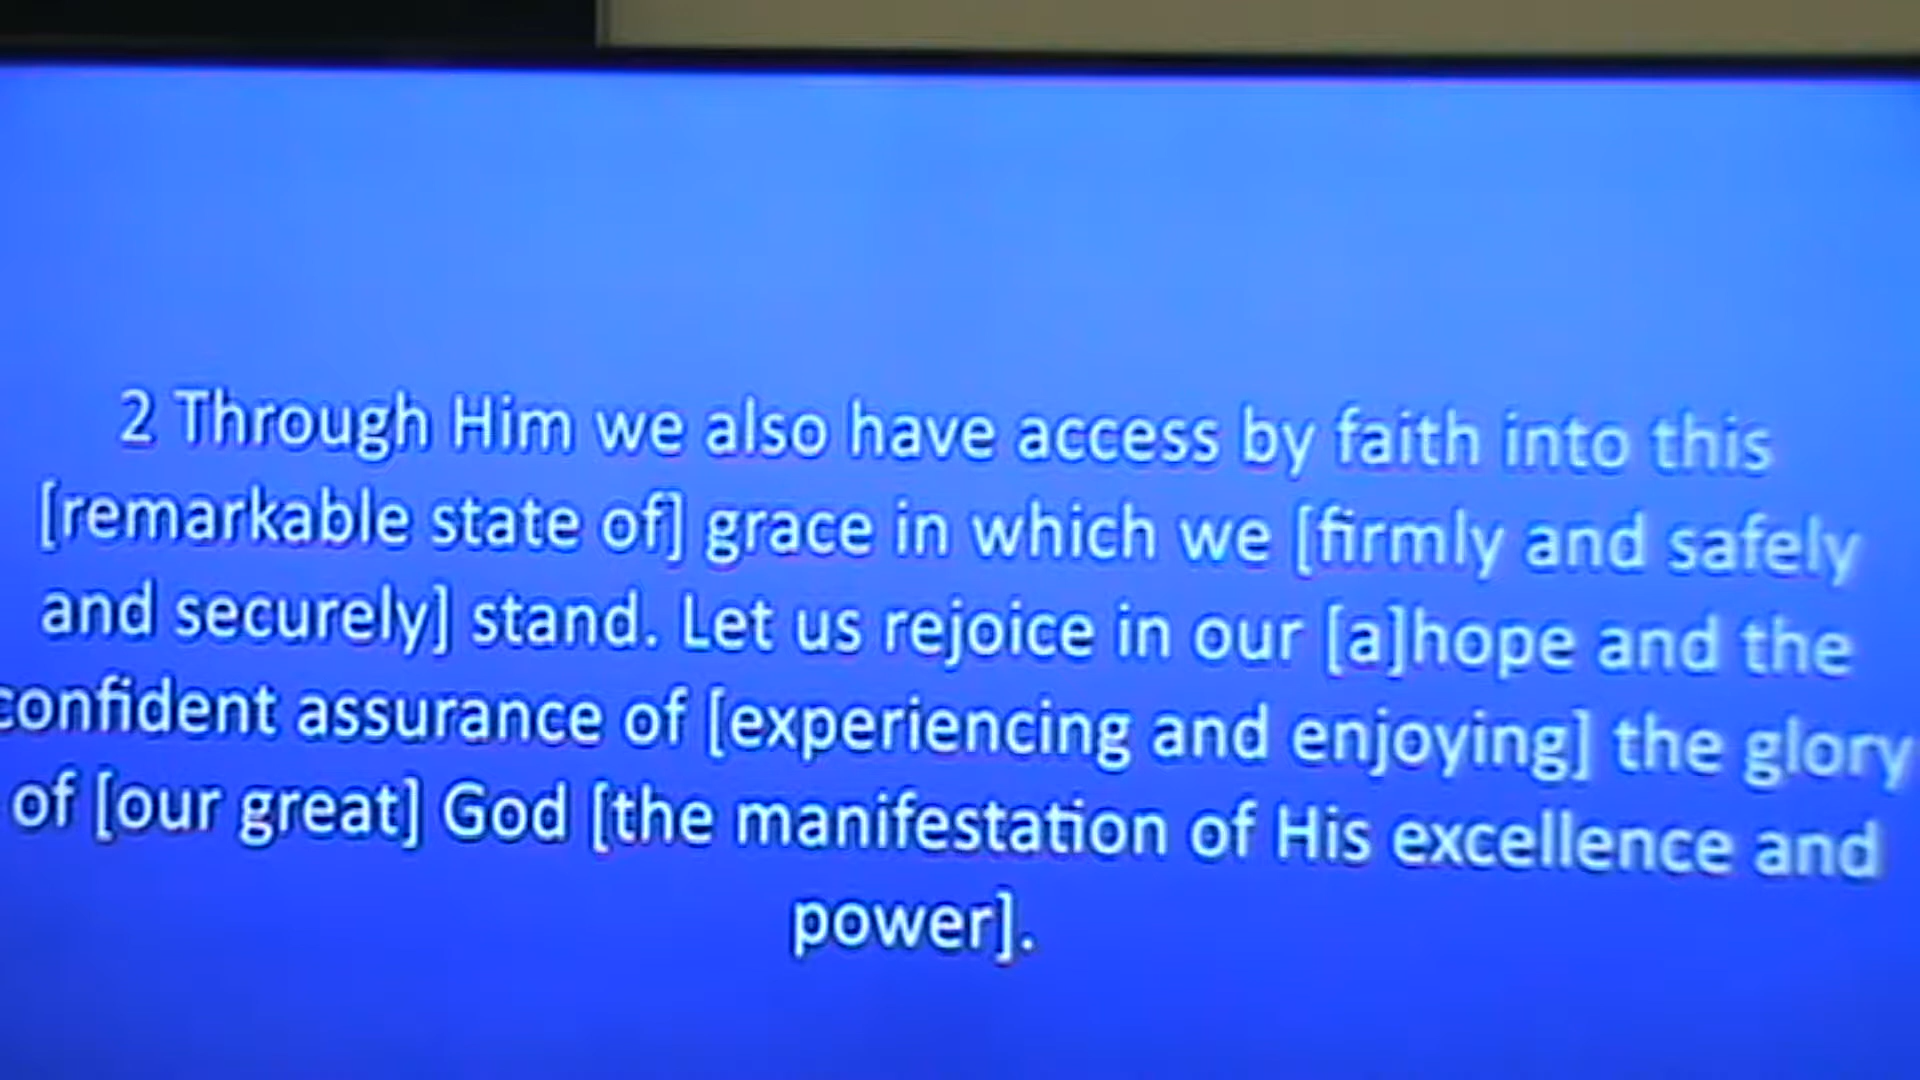 2 Through Him we also have access by faith into this
[remarkable state of] grace in which we [firmly and safely
and securely] stand. Let us rejoice in our [a]hope and the
confident assurance of [experiencing and enjoying] the glory
of [our great] God [the manifestation of His excellence and
power].